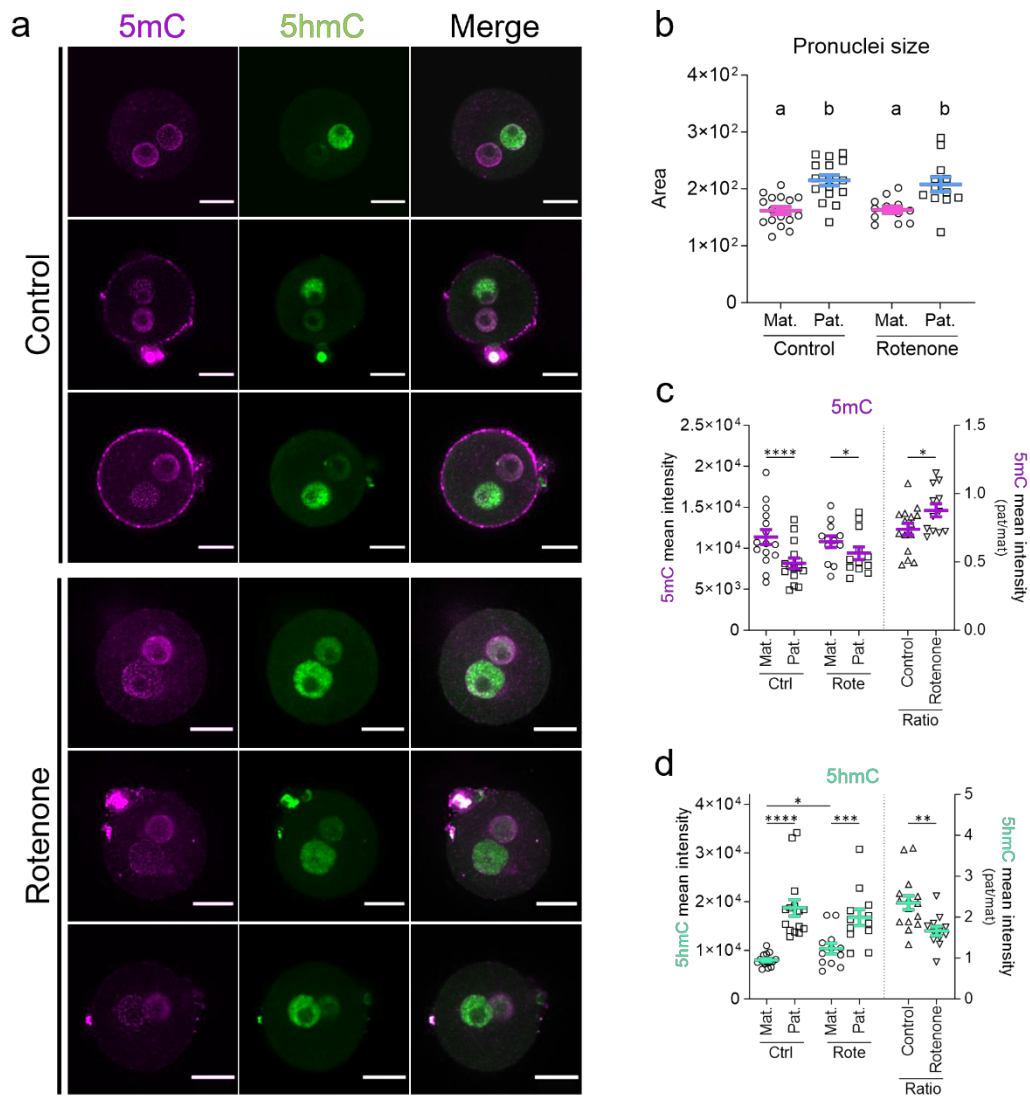 a
5mC
5hmC
Merge
Control
Rotenone
b
Pronuclei size
Area
4×10²
3×10²
2×10²
1×10²
0
a
b
a
b
Mat.
Pat.
Mat.
Pat.
Control
Rotenone
c
5mC
5mC mean intensity
2.5×10⁴
2×10⁴
1.5×10⁴
1×10⁴
5×10³
0
****
*
*
1.5
1.0
0.5
0.0
5mC mean intensity
(pat/mat)
Mat.
Pat.
Mat.
Pat.
Control
Rotenone
Ctrl
Rote
Ratio
d
5hmC
5hmC mean intensity
4×10⁴
3×10⁴
2×10⁴
1×10⁴
0
*
****
***
**
5
4
3
2
1
0
5hmC mean intensity
(pat/mat)
Mat.
Pat.
Mat.
Pat.
Control
Rotenone
Ctrl
Rote
Ratio